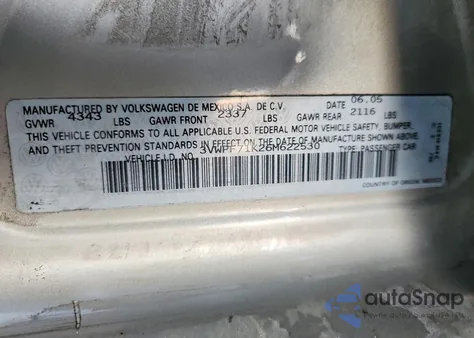 MANUFACTURED BY VOLKSWAGEN DE MEXICO S.A. DE C.V. DATE 06.05
GVWR 4343 LBS GAWR FRONT 2337 LBS GAWR REAR 2116 LBS
THIS VEHICLE CONFORMS TO ALL APPLICABLE U.S. FEDERAL MOTOR VEHICLE SAFETY, BUMPER,
AND THEFT PREVENTION STANDARDS IN EFFECT ON THE DATE OF MANUFACTURE SHOWN ABOVE.
VEHICLE I.D. NO. TYPE: PASSENGER CAR
COUNTRY OF ORIGIN: MEXICO
autoSnap